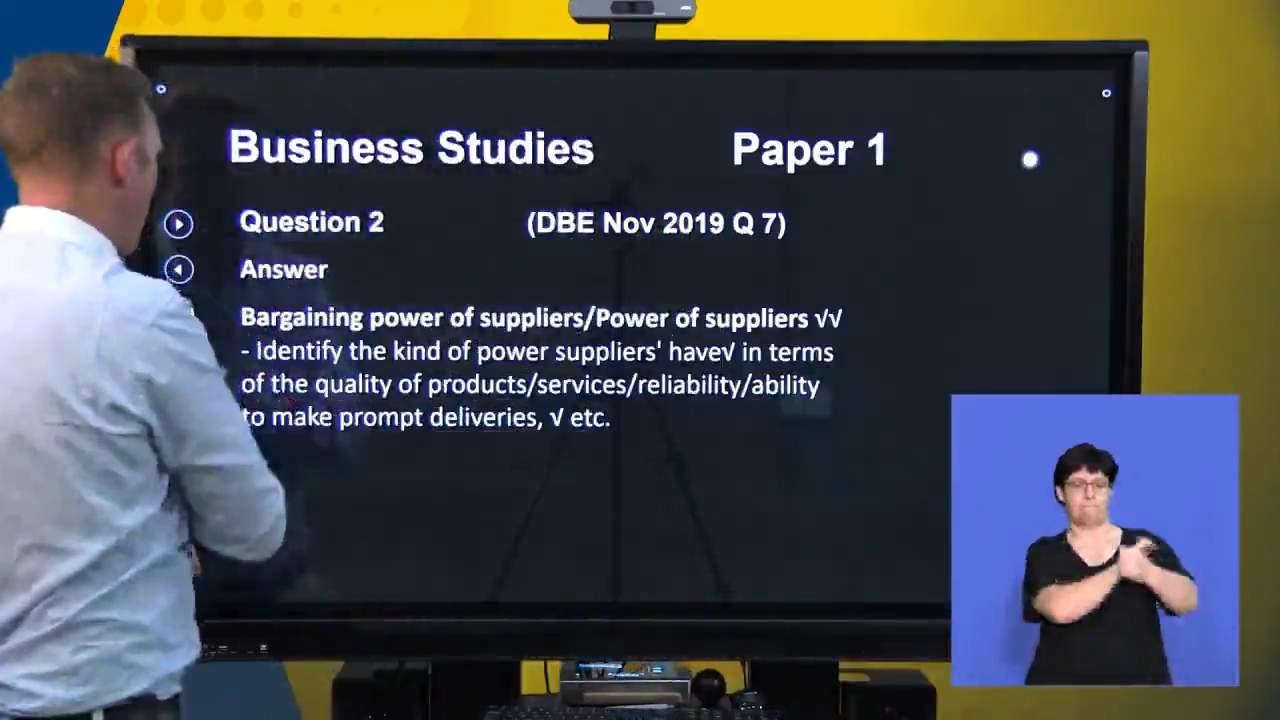 Business Studies Paper 1
Question 2 (DBE Nov 2019 Q 7)
Answer
Bargaining power of suppliers/Power of suppliers √√
- Identify the kind of power suppliers' have√ in terms
of the quality of products/services/reliability/ability
to make prompt deliveries, √ etc.